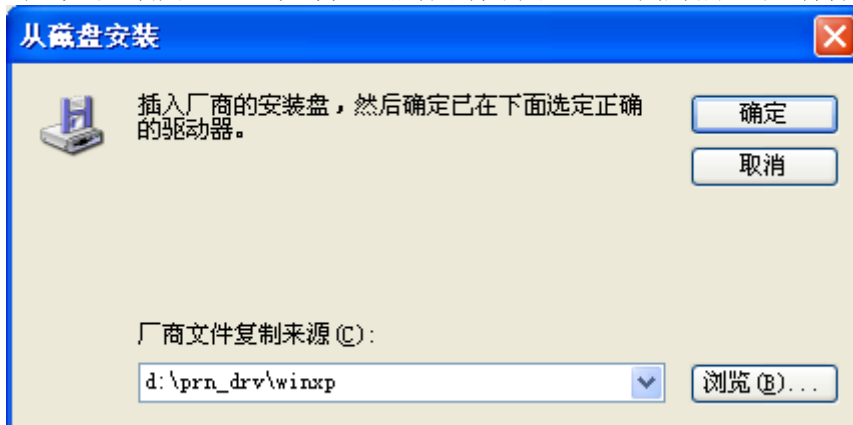 从磁盘安装
插入厂商的安装盘，然后确定已在下面选定正确
的驱动器。
确定
取消
厂商文件复制来源(C):
d:\prn_drv\winxp
浏览(B)...